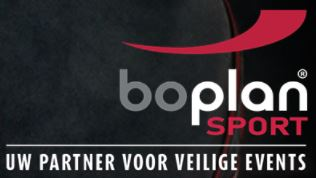 boplan®
SPORT
UW PARTNER VOOR VEILIGE EVENTS